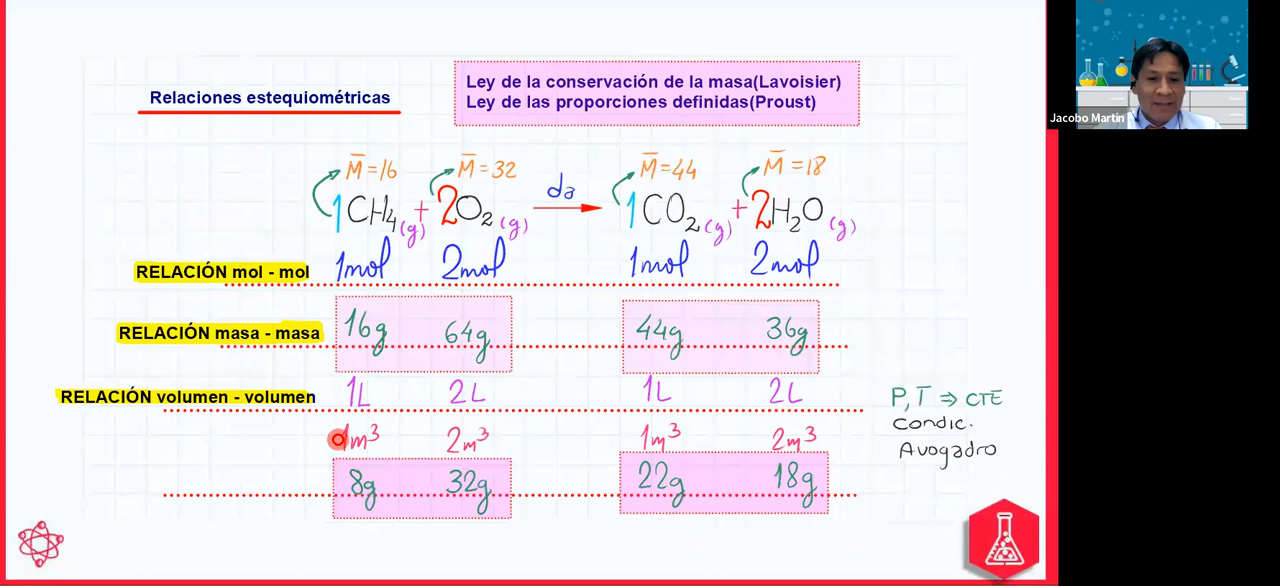 Ley de la conservación de la masa(Lavoisier)
Ley de las proporciones definidas(Proust)
Relaciones estequiométricas
M̅=16 M̅=32 M̅=44 M̅=18
1CH₄(g) + 2O₂(g) da → 1CO₂(g) + 2H₂O(g)
RELACIÓN mol - mol 1mol 2mol 1mol 2mol
RELACIÓN masa - masa 16g 64g 44g 36g
RELACIÓN volumen - volumen 1L 2L 1L 2L
P, T ⇒ CTE
Condic.
Avogadro
1m³ 2m³ 1m³ 2m³
8g 32g 22g 18g
Jacobo Martin